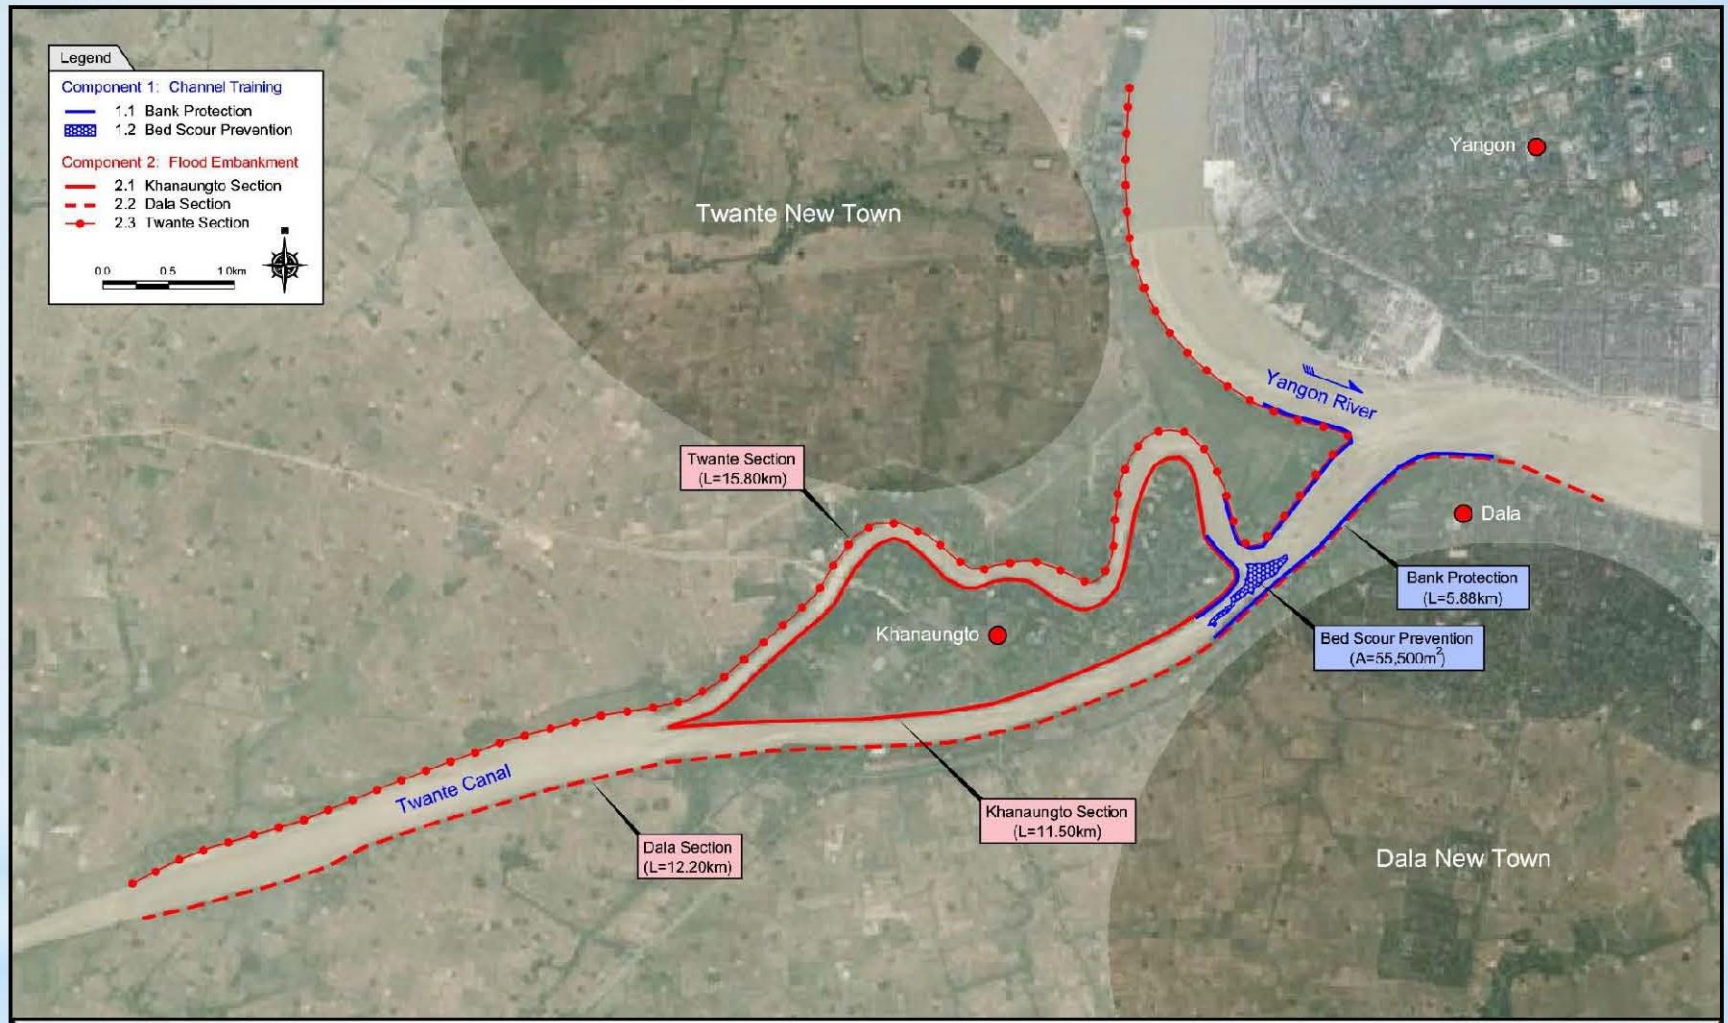 Legend
Component 1: Channel Training
1.1 Bank Protection
1.2 Bed Scour Prevention
Component 2: Flood Embankment
2.1 Khanaungto Section
2.2 Dala Section
2.3 Twante Section
0.0 0.5 1.0km
Yangon
Twante New Town
Yangon River
Twante Section
(L=15.80km)
Dala
Bank Protection
(L=5.88km)
Khanaungto
Bed Scour Prevention
(A=55,500m²)
Twante Canal
Khanaungto Section
(L=11.50km)
Dala Section
(L=12.20km)
Dala New Town